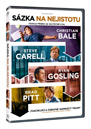 SÁZKA NA NEJISTOTU
CHRISTIAN
BALE
STEVE
CARELL
RYAN
GOSLING
BRAD
PITT